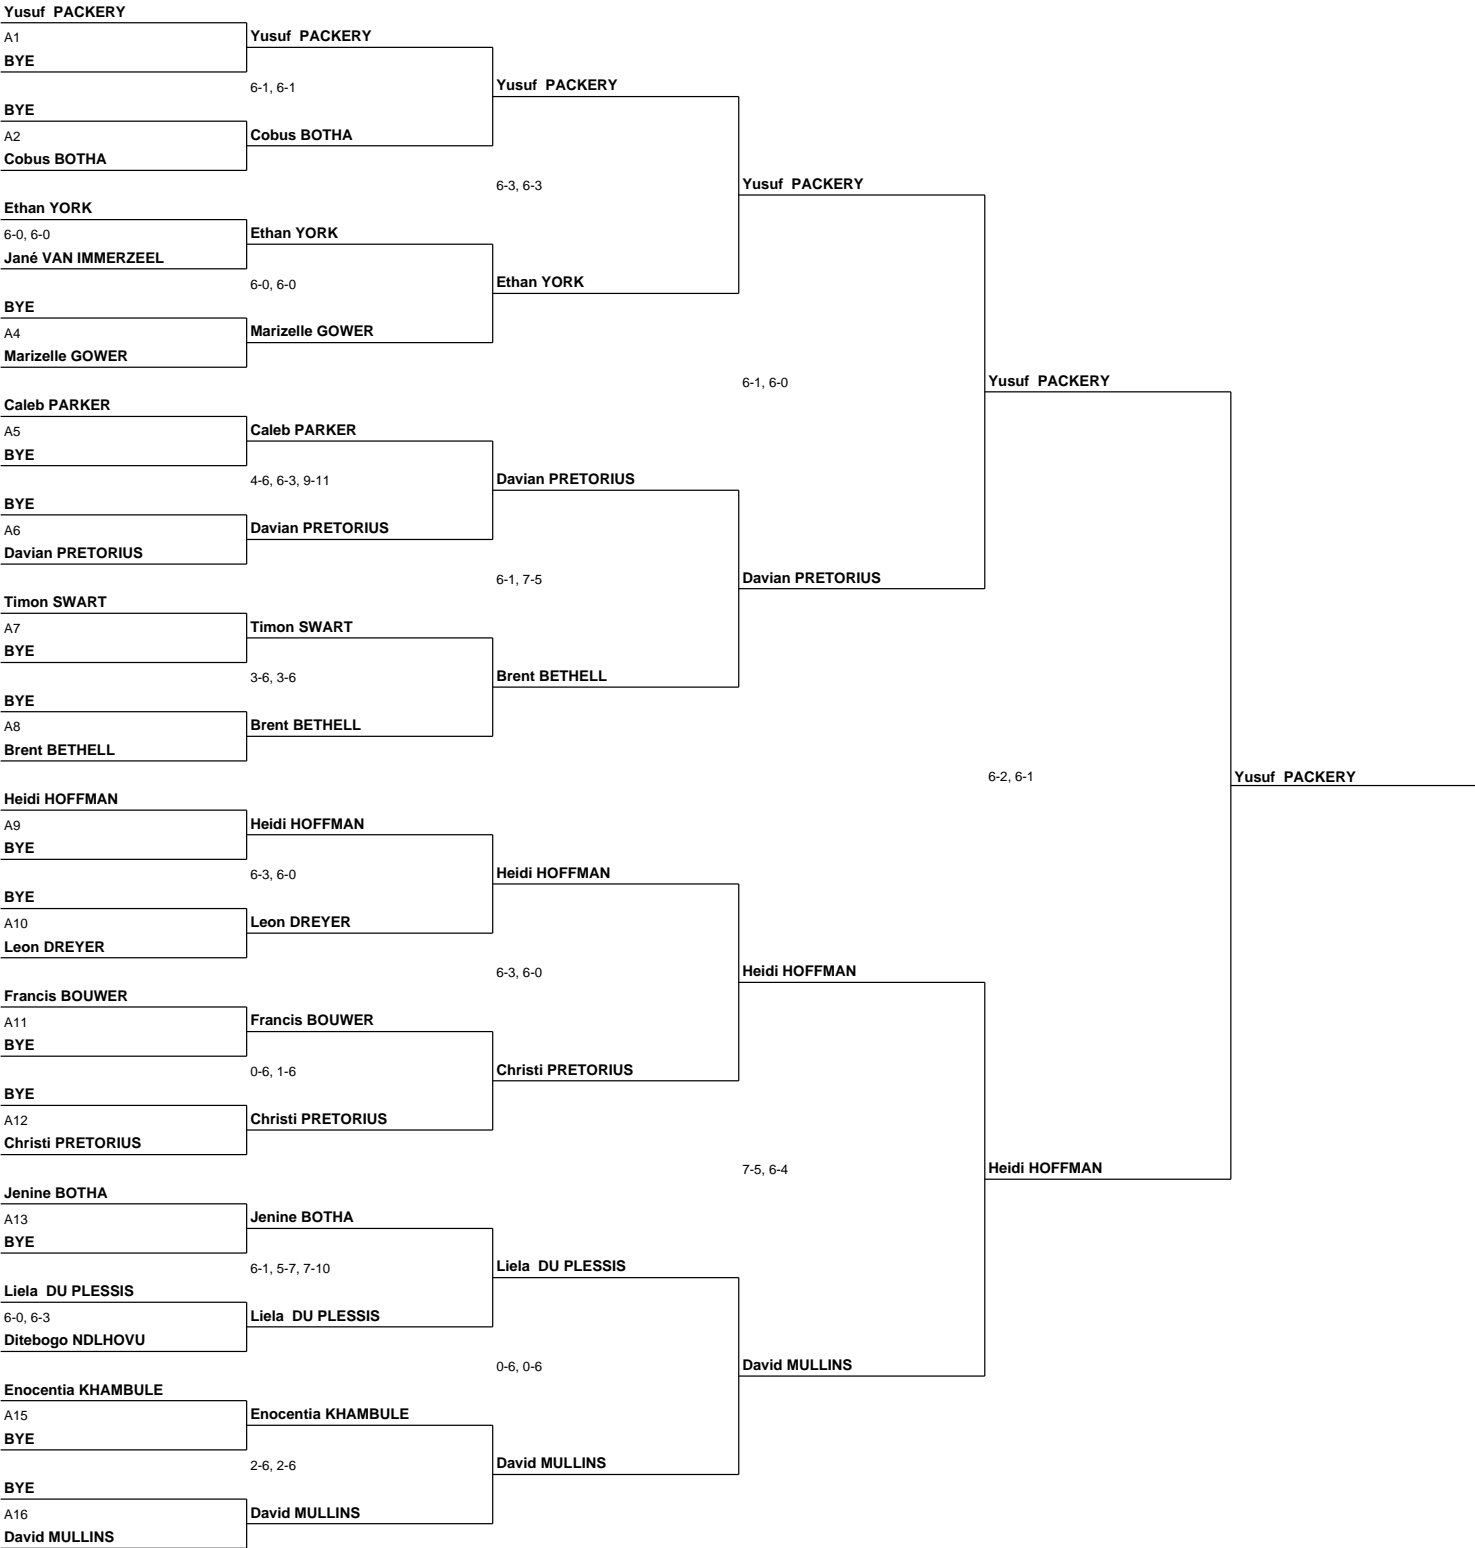 Yusuf  PACKERY
A1
BYE
BYE
A2
Cobus BOTHA
Ethan YORK
6-0, 6-0
Jané VAN IMMERZEEL
BYE
A4
Marizelle GOWER
Caleb PARKER
A5
BYE
BYE
A6
Davian PRETORIUS
Timon SWART
A7
BYE
BYE
A8
Brent BETHELL
Heidi HOFFMAN
A9
BYE
BYE
A10
Leon DREYER
Francis BOUWER
A11
BYE
BYE
A12
Christi PRETORIUS
Jenine BOTHA
A13
BYE
Liela  DU PLESSIS
6-0, 6-3
Ditebogo NDLHOVU
Enocentia KHAMBULE
A15
BYE
BYE
A16
David MULLINS
Yusuf  PACKERY
6-1, 6-1
Cobus BOTHA
Ethan YORK
6-0, 6-0
Marizelle GOWER
Caleb PARKER
4-6, 6-3, 9-11
Davian PRETORIUS
Timon SWART
3-6, 3-6
Brent BETHELL
Heidi HOFFMAN
6-3, 6-0
Leon DREYER
Francis BOUWER
0-6, 1-6
Christi PRETORIUS
Jenine BOTHA
6-1, 5-7, 7-10
Liela  DU PLESSIS
Enocentia KHAMBULE
2-6, 2-6
David MULLINS
Yusuf  PACKERY
6-3, 6-3
Ethan YORK
Davian PRETORIUS
6-1, 7-5
Brent BETHELL
Heidi HOFFMAN
6-3, 6-0
Christi PRETORIUS
Liela  DU PLESSIS
0-6, 0-6
David MULLINS
Yusuf  PACKERY
6-1, 6-0
Davian PRETORIUS
Heidi HOFFMAN
7-5, 6-4
David MULLINS
Yusuf  PACKERY
6-2, 6-1
Heidi HOFFMAN
Yusuf  PACKERY